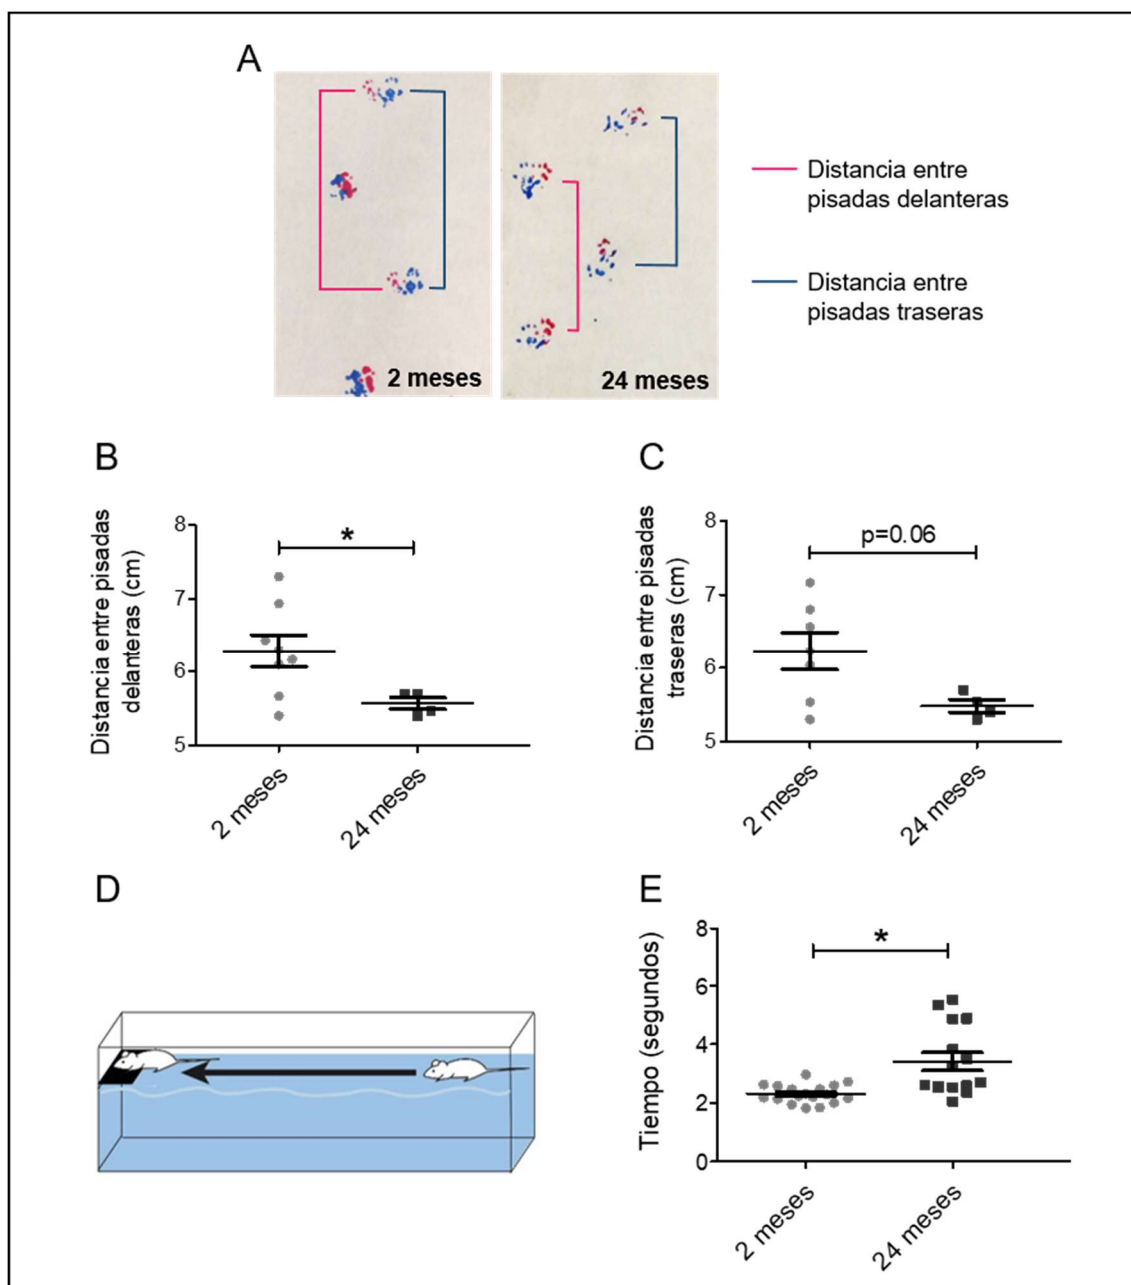 A
Distancia entre
pisadas delanteras
Distancia entre
pisadas traseras
2 meses
24 meses
B
Distancia entre pisadas
delanteras (cm)
8
7
6
5
*
2 meses
24 meses
C
Distancia entre pisadas
traseras (cm)
8
7
6
5
p=0.06
2 meses
24 meses
D
E
Tiempo (segundos)
8
6
4
2
0
*
2 meses
24 meses